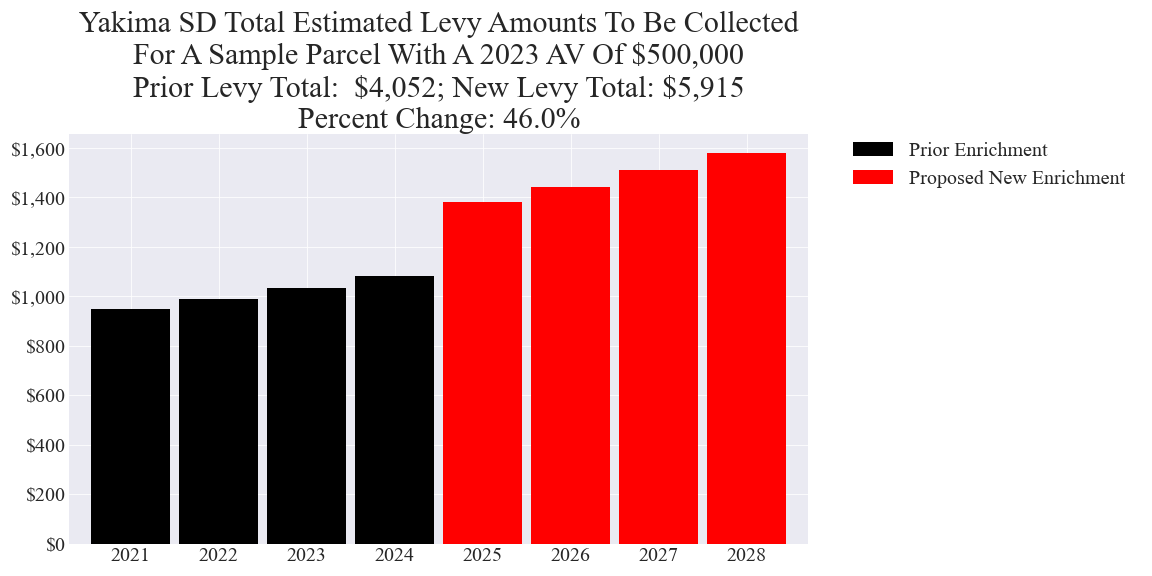 Yakima SD Total Estimated Levy Amounts To Be Collected
For A Sample Parcel With A 2023 AV Of $500,000
Prior Levy Total:  $4,052; New Levy Total: $5,915
Percent Change: 46.0%
Prior Enrichment
Proposed New Enrichment
$1,600
$1,400
$1,200
$1,000
$800
$600
$400
$200
$0
2021 2022 2023 2024 2025 2026 2027 2028